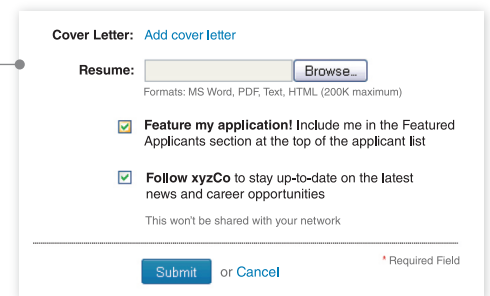 Cover Letter: Add cover letter
Resume: Browse...
Formats: MS Word, PDF, Text, HTML (200K maximum)
Feature my application! Include me in the Featured
Applicants section at the top of the applicant list
Follow xyzCo to stay up-to-date on the latest
news and career opportunities
This won't be shared with your network
* Required Field
Submit or Cancel